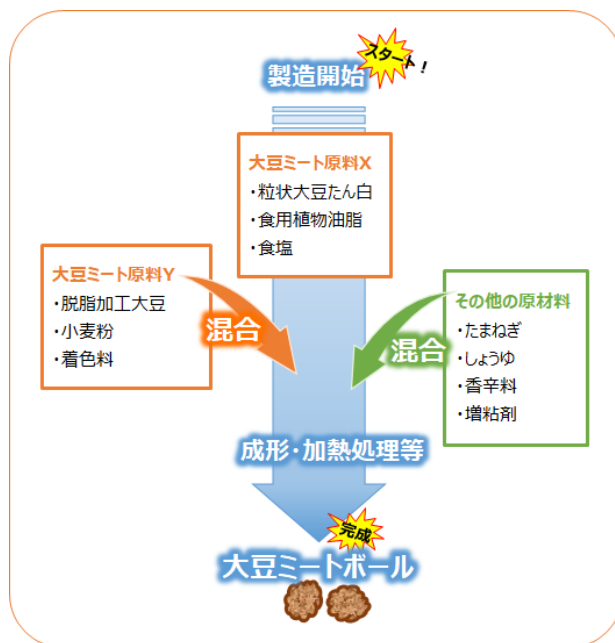 スタート！
製造開始
大豆ミート原料X
・粒状大豆たん白
・食用植物油脂
・食塩
大豆ミート原料Y
・脱脂加工大豆
・小麦粉
・着色料
混合
その他の原材料
・たまねぎ
・しょうゆ
・香辛料
・増粘剤
混合
成形・加熱処理等
完成
大豆ミートボール